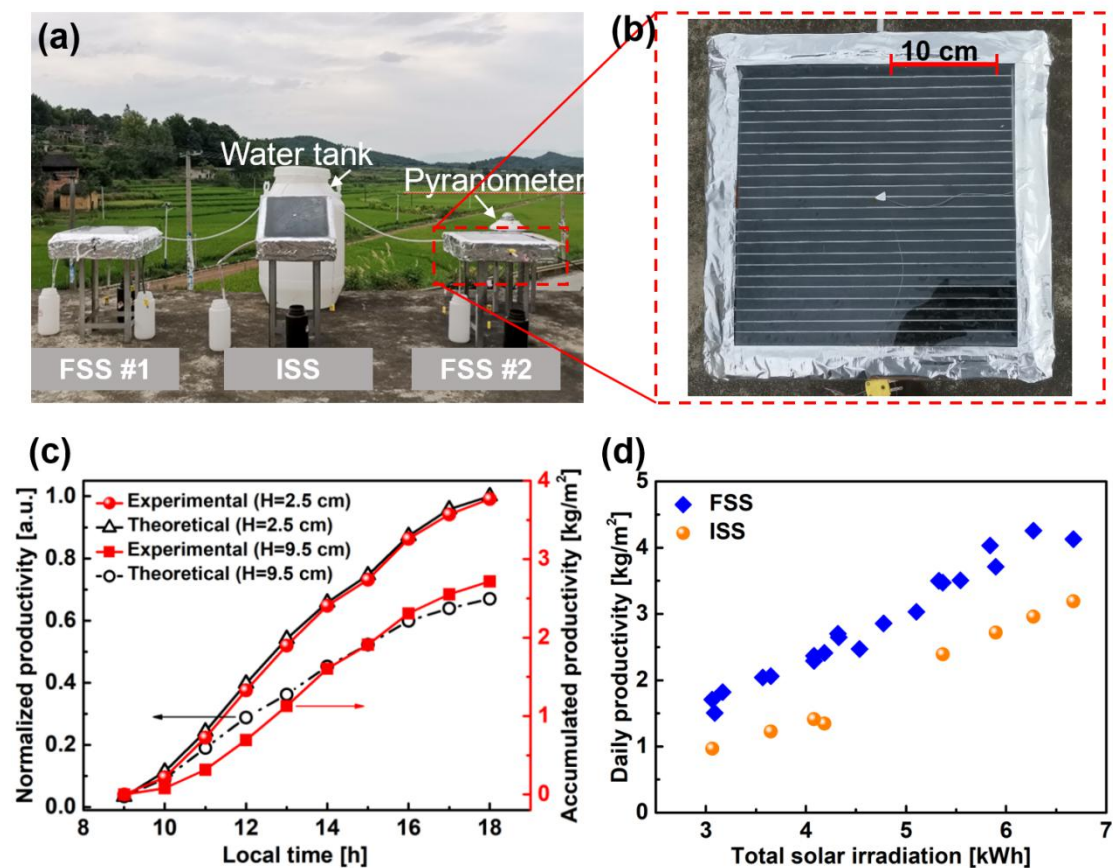 (a)
Water tank
Pyranometer
FSS #1
ISS
FSS #2
(b)
10 cm
(c)
Normalized productivity [a.u.]
1.0
0.8
0.6
0.4
0.2
0.0
Experimental (H=2.5 cm)
Theoretical (H=2.5 cm)
Experimental (H=9.5 cm)
Theoretical (H=9.5 cm)
4
3
2
1
0
Accumulated productivity [kg/m²]
8 10 12 14 16 18
Local time [h]
(d)
Daily productivity [kg/m²]
5
4
3
2
1
0
FSS
ISS
3 4 5 6 7
Total solar irradiation [kWh]